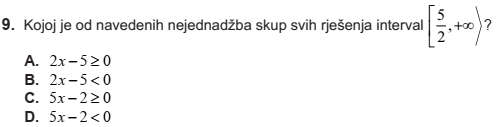 9. Kojoj je od navedenih nejednadžba skup svih rješenja interval [5/2, +∞⟩?
A. 2x−5≥0
B. 2x−5<0
C. 5x−2≥0
D. 5x−2<0